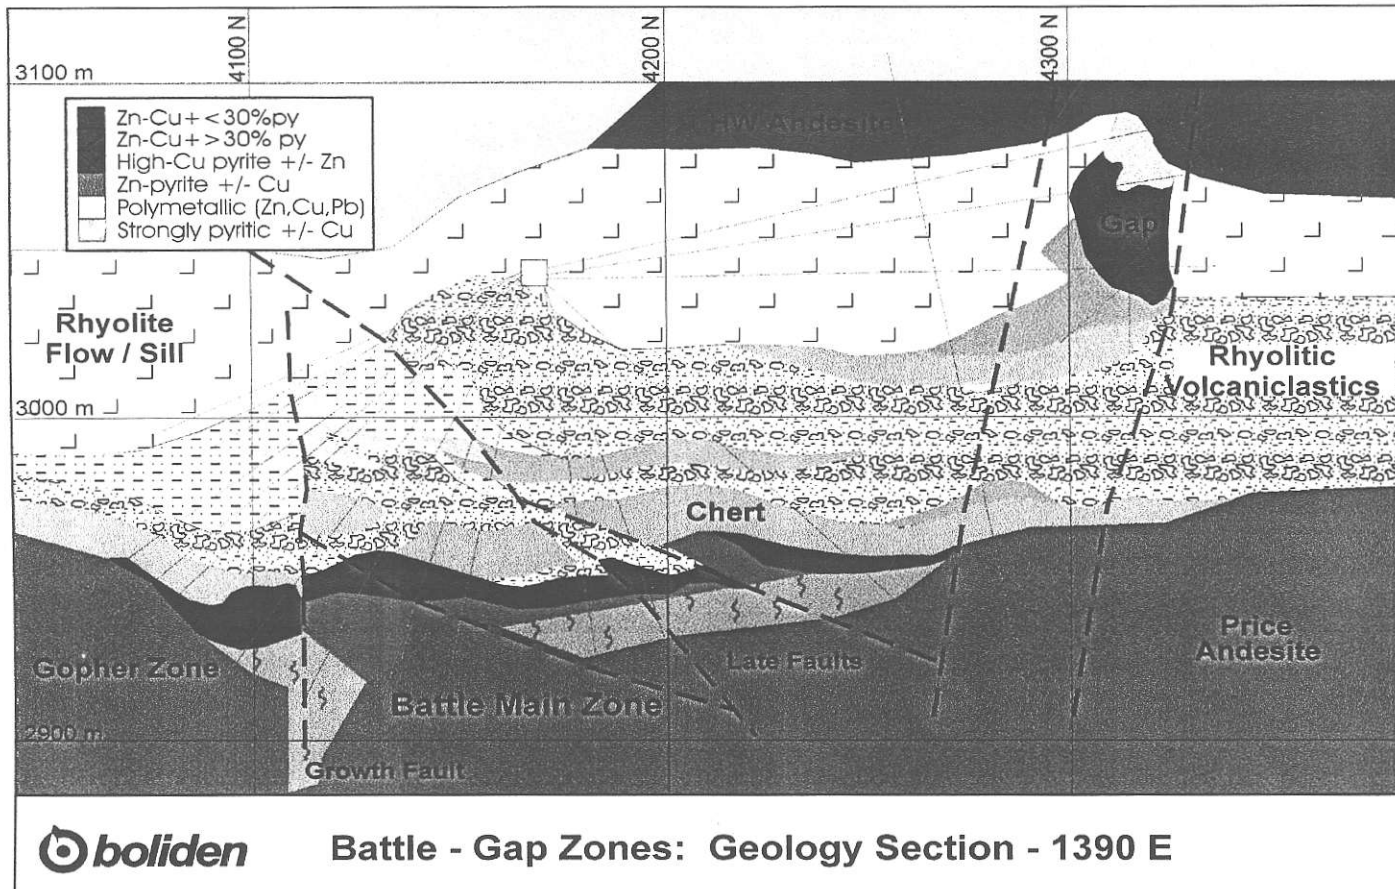 4100 N
4200 N
4300 N
3100 m
Zn-Cu+ <30%py
Zn-Cu+ >30% py
High-Cu pyrite +/- Zn
Zn-pyrite +/- Cu
Polymetallic (Zn,Cu,Pb)
Strongly pyritic +/- Cu
HW Andesite
Gap
Rhyolite
Flow / Sill
Rhyolitic
Volcaniclastics
3000 m
Chert
Price
Andesite
Gopher Zone
Late Faults
Battle Main Zone
2900 m
Growth Fault
boliden
Battle - Gap Zones: Geology Section - 1390 E